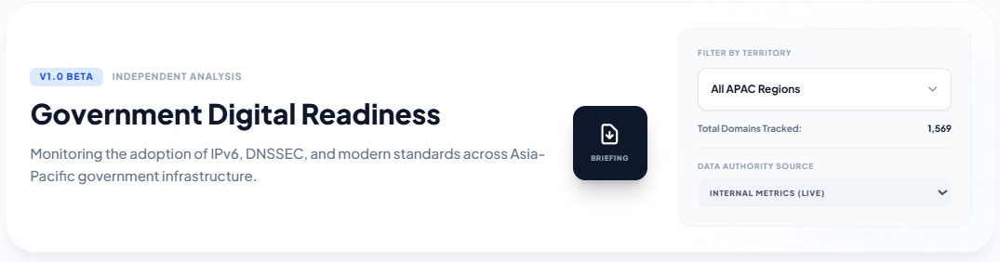 V1.0 BETA INDEPENDENT ANALYSIS
Government Digital Readiness
Monitoring the adoption of IPv6, DNSSEC, and modern standards across Asia-
Pacific government infrastructure.
BRIEFING
FILTER BY TERRITORY
All APAC Regions
Total Domains Tracked: 1,569
DATA AUTHORITY SOURCE
INTERNAL METRICS (LIVE)